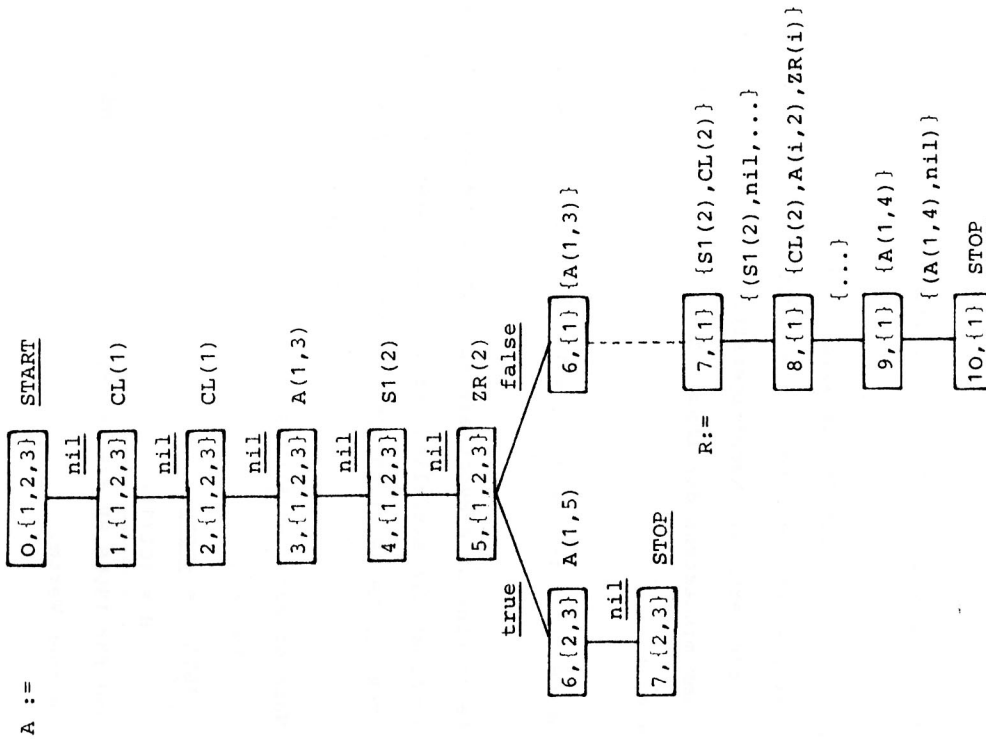 A :=
0,{1,2,3} START
nil
1,{1,2,3} CL(1)
nil
2,{1,2,3} CL(1)
nil
3,{1,2,3} A(1,3)
nil
4,{1,2,3} S1(2)
nil
5,{1,2,3} ZR(2)
true false
6,{2,3} A(1,5) 6,{1} {A(1,3)}
nil
7,{2,3} STOP
R:= 7,{1} {S1(2),CL(2)}
{(S1(2),nil,...}
8,{1} {CL(2),A(i,2),ZR(i)}
{...}
9,{1} {A(1,4)}
{(A(1,4),nil)}
10,{1} STOP